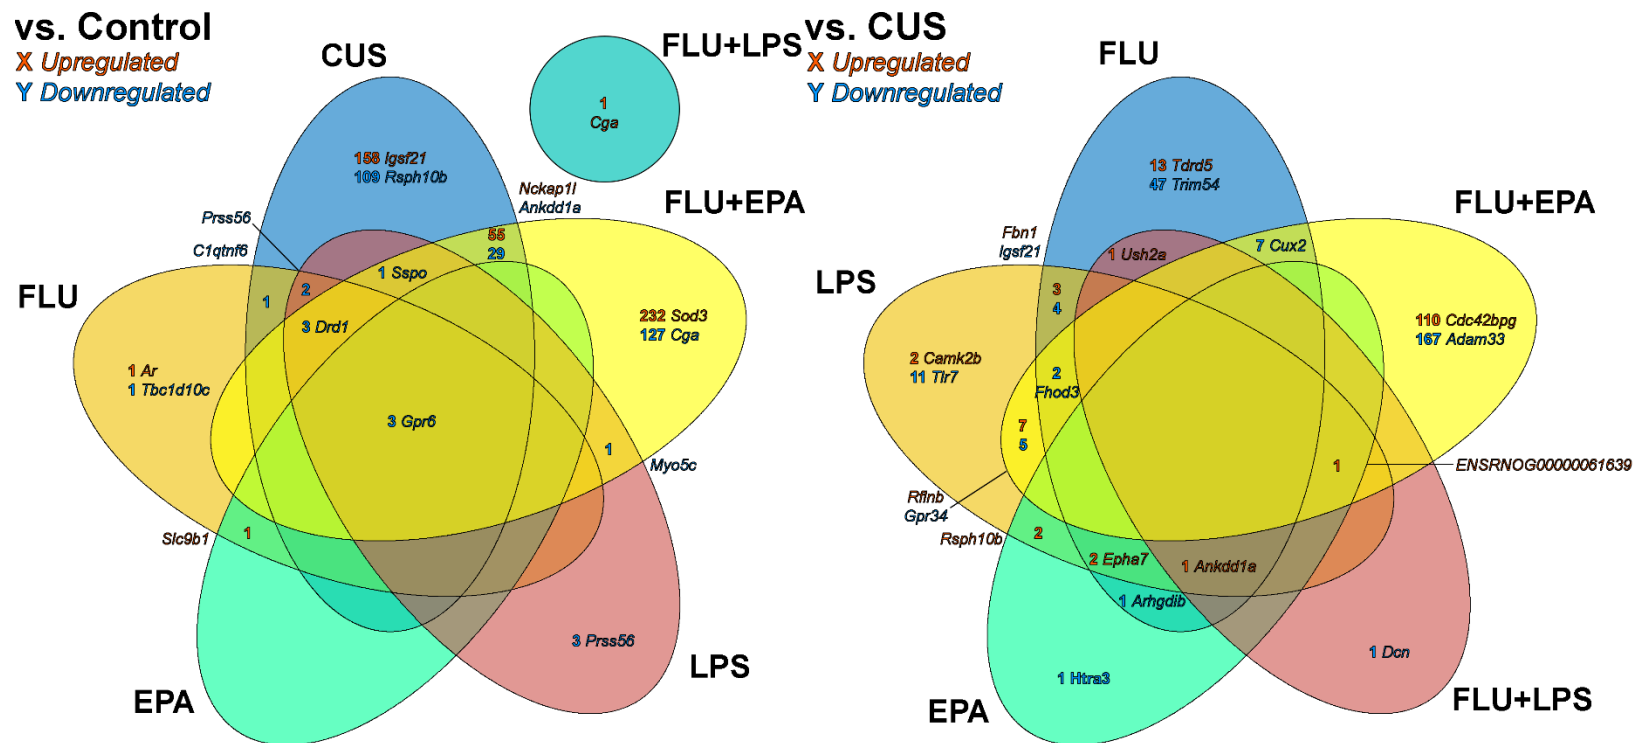 vs. Control
X Upregulated
Y Downregulated
CUS
FLU+LPS
1
Cga
158 Igsf21
109 Rsph10b
Nckap1l
Ankdd1a
FLU+EPA
Prss56
C1qtnf6
55
29
1 Sspo
FLU
1
2
3 Drd1
232 Sod3
127 Cga
1 Ar
1 Tbc1d10c
3 Gpr6
1
Myo5c
Slc9b1
1
3 Prss56
LPS
EPA
vs. CUS
X Upregulated
Y Downregulated
FLU
13 Tdrd5
47 Trim54
FLU+EPA
Fbn1
Igsf21
1 Ush2a
7 Cux2
LPS
3
4
110 Cdc42bpg
167 Adam33
2 Camk2b
11 Tlr7
2
Fhod3
7
5
1
ENSRNOG00000061639
Rflnb
Gpr34
Rsph10b
2
2 Epha7
1 Ankdd1a
1 Arhgdib
1 Dcn
1 Htra3
EPA
FLU+LPS